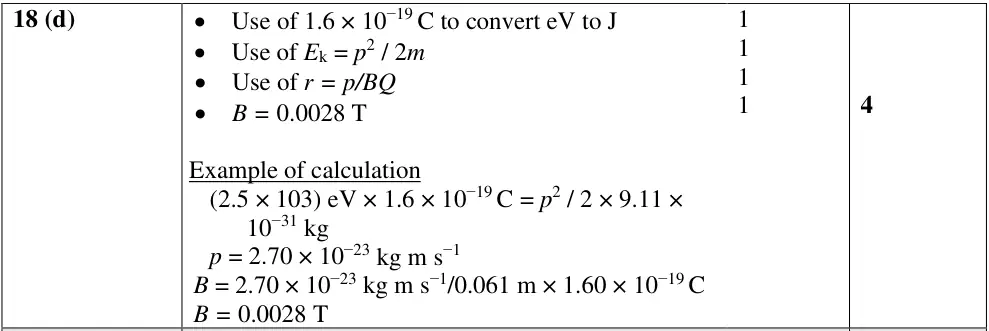 18 (d)
• Use of 1.6 × 10⁻¹⁹ C to convert eV to J 1
• Use of Eₖ = p² / 2m 1
• Use of r = p/BQ 1
• B = 0.0028 T 1
4
Example of calculation
(2.5 × 103) eV × 1.6 × 10⁻¹⁹ C = p² / 2 × 9.11 ×
10⁻³¹ kg
p = 2.70 × 10⁻²³ kg m s⁻¹
B = 2.70 × 10⁻²³ kg m s⁻¹/0.061 m × 1.60 × 10⁻¹⁹ C
B = 0.0028 T